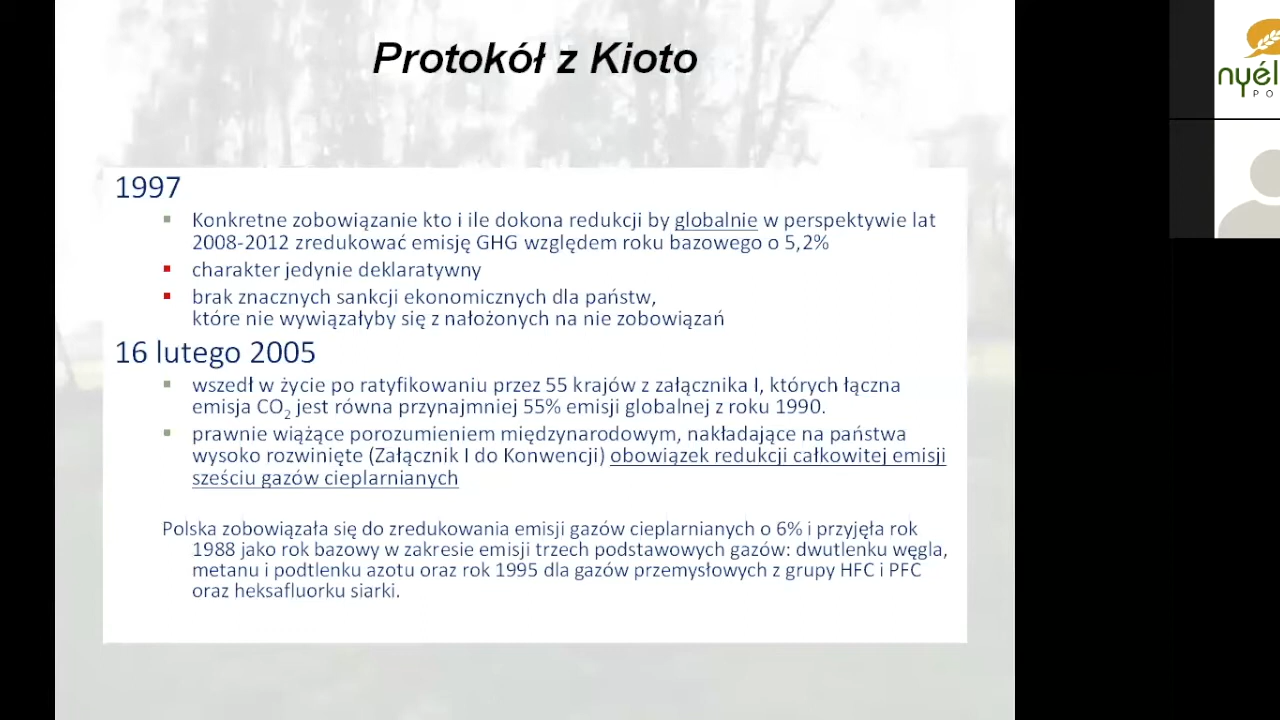 Protokół z Kioto
1997
Konkretne zobowiązanie kto i ile dokona redukcji by globalnie w perspektywie lat
2008-2012 zredukować emisję GHG względem roku bazowego o 5,2%
charakter jedynie deklaratywny
brak znacznych sankcji ekonomicznych dla państw,
które nie wywiązałyby się z nałożonych na nie zobowiązań
16 lutego 2005
wszedł w życie po ratyfikowaniu przez 55 krajów z załącznika I, których łączna
emisja CO2 jest równa przynajmniej 55% emisji globalnej z roku 1990.
prawnie wiążące porozumieniem międzynarodowym, nakładające na państwa
wysoko rozwinięte (Załącznik I do Konwencji) obowiązek redukcji całkowitej emisji
sześciu gazów cieplarnianych
Polska zobowiązała się do zredukowania emisji gazów cieplarnianych o 6% i przyjęła rok
1988 jako rok bazowy w zakresie emisji trzech podstawowych gazów: dwutlenku węgla,
metanu i podtlenku azotu oraz rok 1995 dla gazów przemysłowych z grupy HFC i PFC
oraz heksafluorku siarki.
nyél
PO